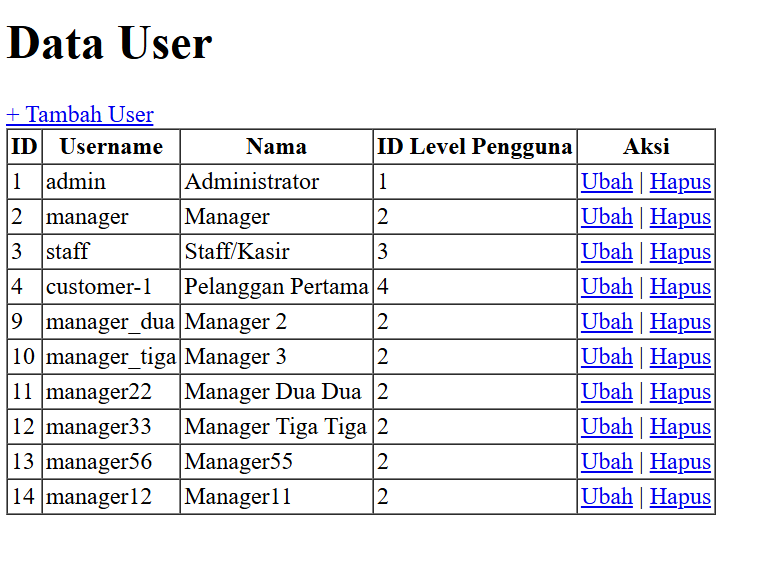 Data User
+ Tambah User
ID Username Nama ID Level Pengguna Aksi
1 admin Administrator 1 Ubah | Hapus
2 manager Manager 2 Ubah | Hapus
3 staff Staff/Kasir 3 Ubah | Hapus
4 customer-1 Pelanggan Pertama 4 Ubah | Hapus
9 manager_dua Manager 2 2 Ubah | Hapus
10 manager_tiga Manager 3 2 Ubah | Hapus
11 manager22 Manager Dua Dua 2 Ubah | Hapus
12 manager33 Manager Tiga Tiga 2 Ubah | Hapus
13 manager56 Manager55 2 Ubah | Hapus
14 manager12 Manager11 2 Ubah | Hapus